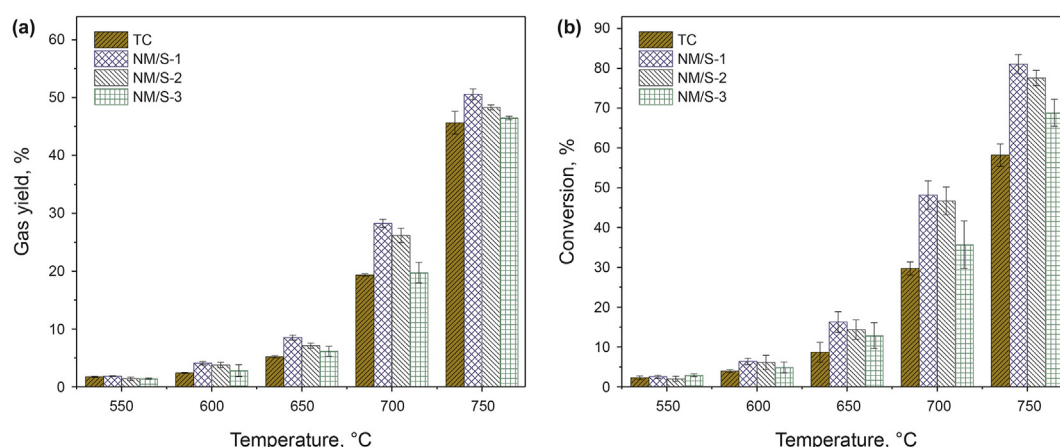 (a)
TC
NM/S-1
NM/S-2
NM/S-3
Gas yield, %
60
50
40
30
20
10
0
550 600 650 700 750
Temperature, °C
(b)
TC
NM/S-1
NM/S-2
NM/S-3
Conversion, %
90
80
70
60
50
40
30
20
10
0
550 600 650 700 750
Temperature, °C